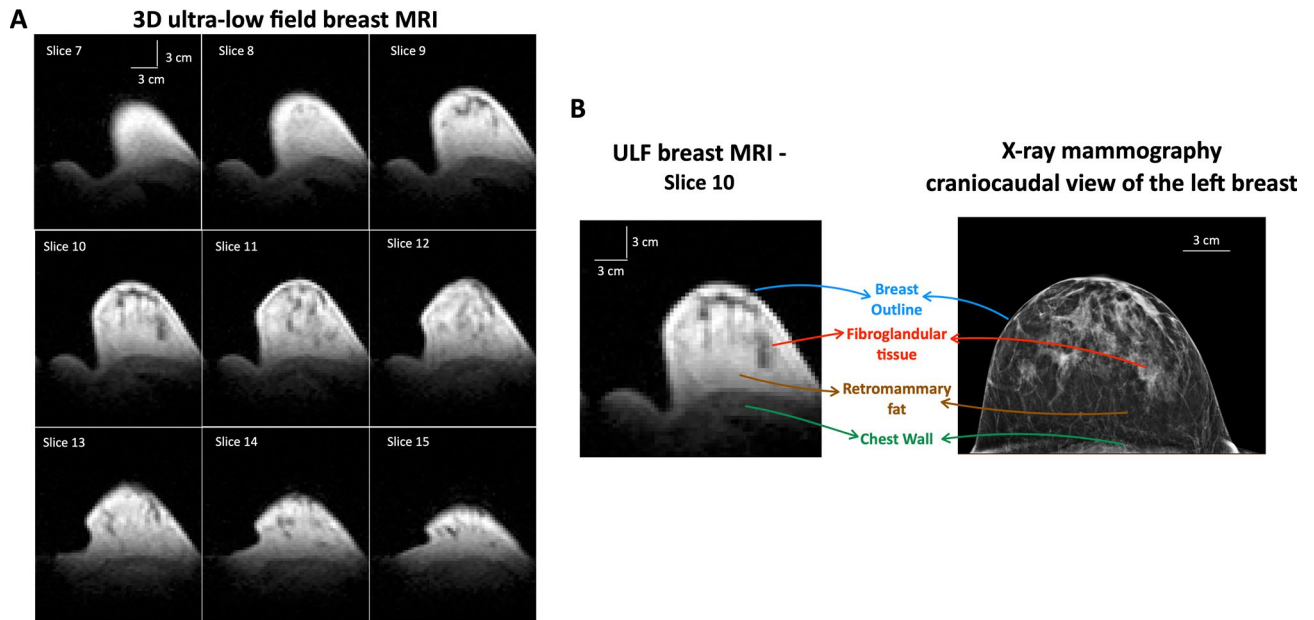 A
3D ultra-low field breast MRI
Slice 7
3 cm
3 cm
Slice 8
Slice 9
Slice 10
Slice 11
Slice 12
Slice 13
Slice 14
Slice 15
B
ULF breast MRI -
Slice 10
X-ray mammography
craniocaudal view of the left breast
3 cm
3 cm
3 cm
Breast
Outline
Fibroglandular
tissue
Retromammary
fat
Chest Wall